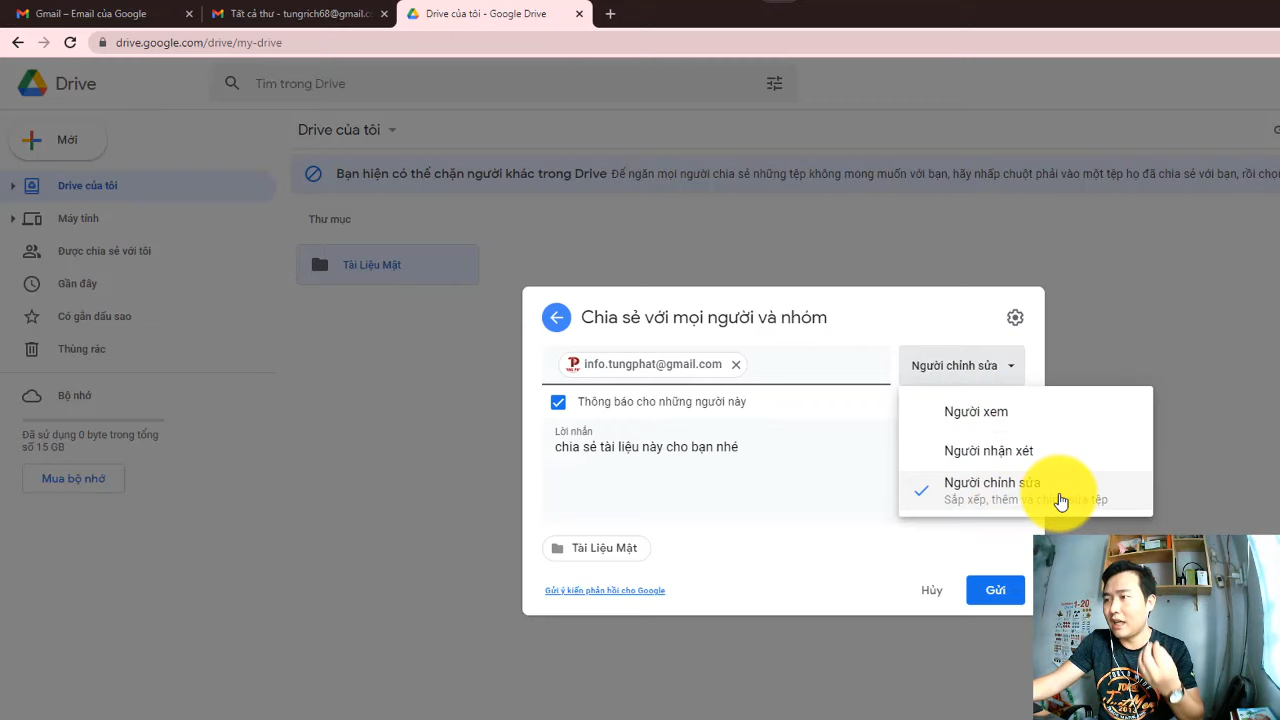 Gmail – Email của Google
Tất cả thư - tungrich68@gmail.c
Drive của tôi - Google Drive
drive.google.com/drive/my-drive
Drive
Tìm trong Drive
Mới
Drive của tôi
Bạn hiện có thể chặn người khác trong Drive Để ngăn mọi người chia sẻ những tệp không mong muốn với bạn, hãy nhấp chuột phải vào một tệp họ đã chia sẻ với bạn, rồi chọ
Drive của tôi
Máy tính
Được chia sẻ với tôi
Gần đây
Có gắn dấu sao
Thùng rác
Bộ nhớ
Đã sử dụng 0 byte trong tổng
số 15 GB
Mua bộ nhớ
Thư mục
Tài Liệu Mật
Chia sẻ với mọi người và nhóm
info.tungphat@gmail.com
Người chỉnh sửa
Thông báo cho những người này
Lời nhắn
chia sẻ tài liệu này cho bạn nhé
Người xem
Người nhận xét
Người chỉnh sửa
Sắp xếp, thêm và chỉnh sửa tệp
Tài Liệu Mật
Gửi ý kiến phản hồi cho Google
Hủy
Gửi
1-20